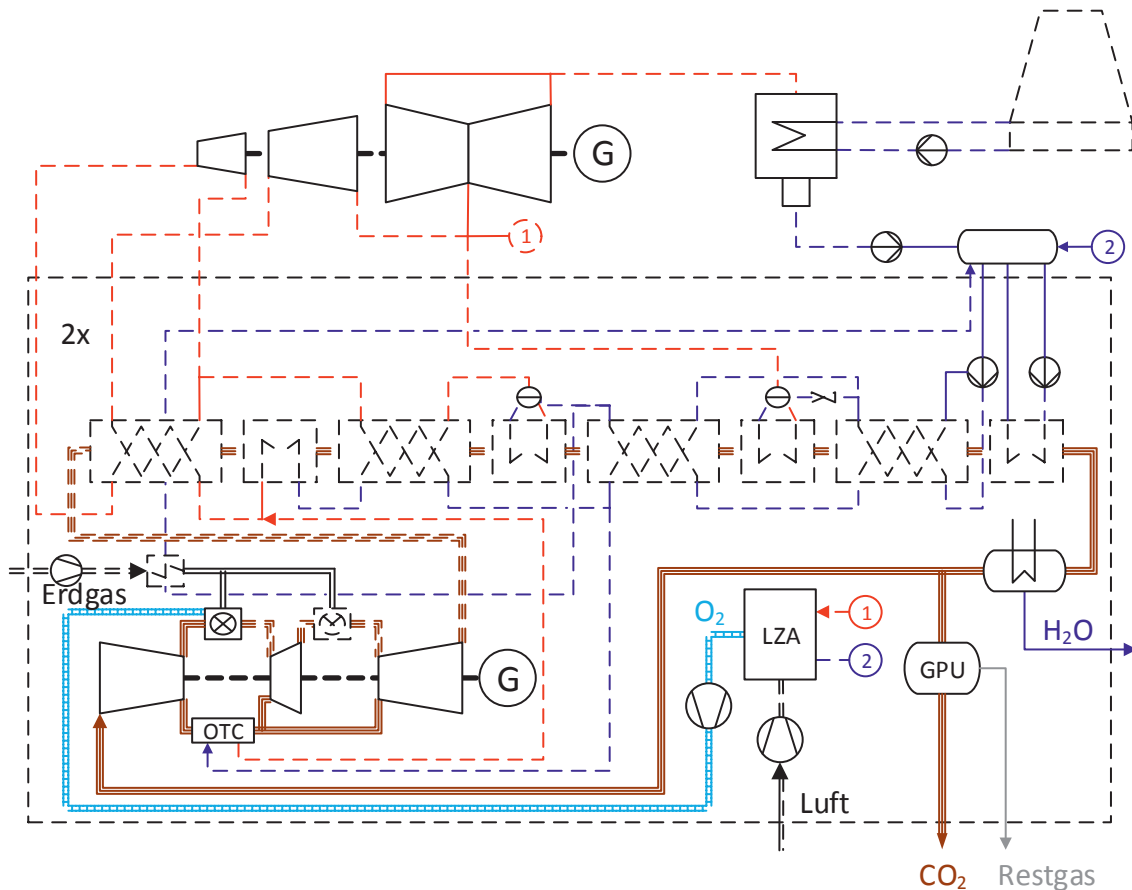 G
1
2
2x
Erdgas
O₂
LZA
1
2
H₂O
GPU
G
OTC
Luft
CO₂
Restgas